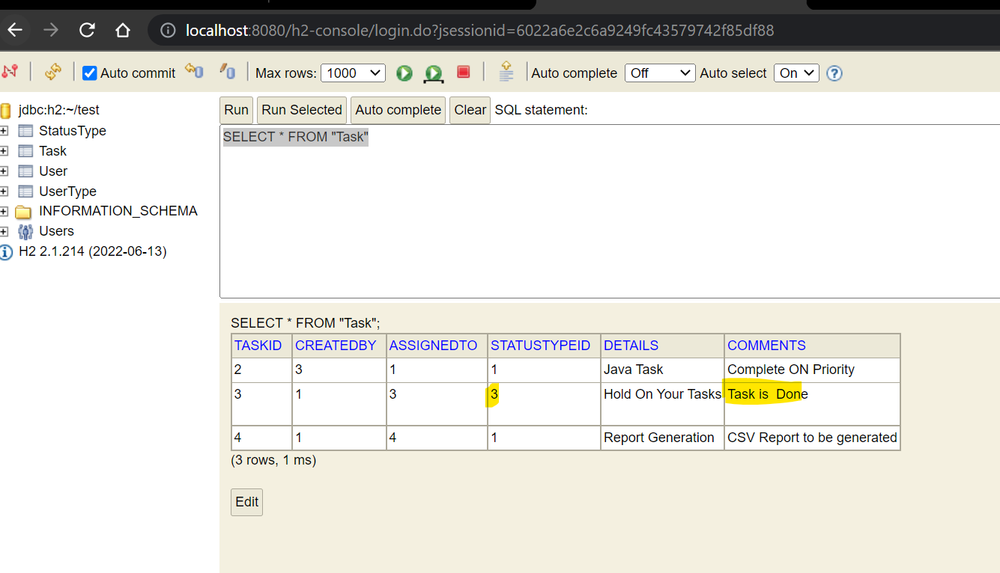 localhost:8080/h2-console/login.do?jsessionid=6022a6e2c6a9249fc43579742f85df88
Auto commit Max rows: 1000 Auto complete Off Auto select On ?
jdbc:h2:~/test
StatusType
Task
User
UserType
INFORMATION_SCHEMA
Users
H2 2.1.214 (2022-06-13)
Run Run Selected Auto complete Clear SQL statement:
SELECT * FROM "Task"
SELECT * FROM "Task";
TASKID CREATEDBY ASSIGNEDTO STATUSTYPEID DETAILS COMMENTS
2 3 1 1 Java Task Complete ON Priority
3 1 3 3 Hold On Your Tasks Task is  Done
4 1 4 1 Report Generation CSV Report to be generated
(3 rows, 1 ms)
Edit